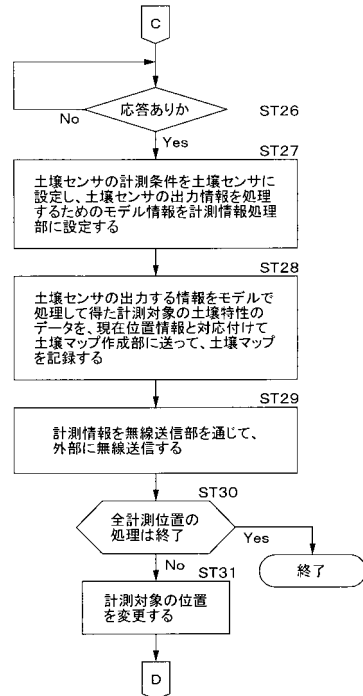 C
応答ありか
No
ST26
Yes
ST27
土壌センサの計測条件を土壌センサに
設定し、土壌センサの出力情報を処理
するためのモデル情報を計測情報処理
部に設定する
ST28
土壌センサの出力する情報をモデルで
処理して得た計測対象の土壌特性の
データを、現在位置情報と対応付けて
土壌マップ作成部に送って、土壌マップ
を記録する
ST29
計測情報を無線送信部を通じて、
外部に無線送信する
ST30
全計測位置の
処理は終了
Yes
No
終了
ST31
計測対象の位置
を変更する
D